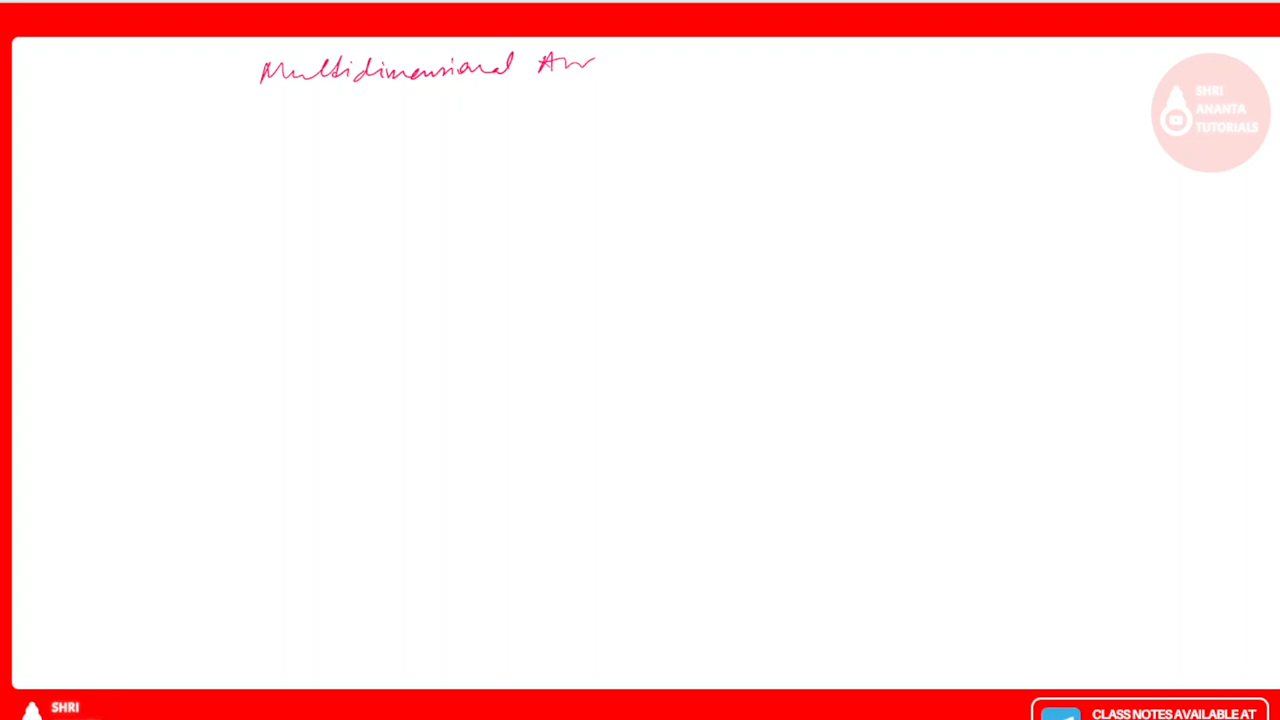 Multidimensional Arr
SHRI
ANANTA
TUTORIALS
SHRI
CLASS NOTES AVAILABLE AT